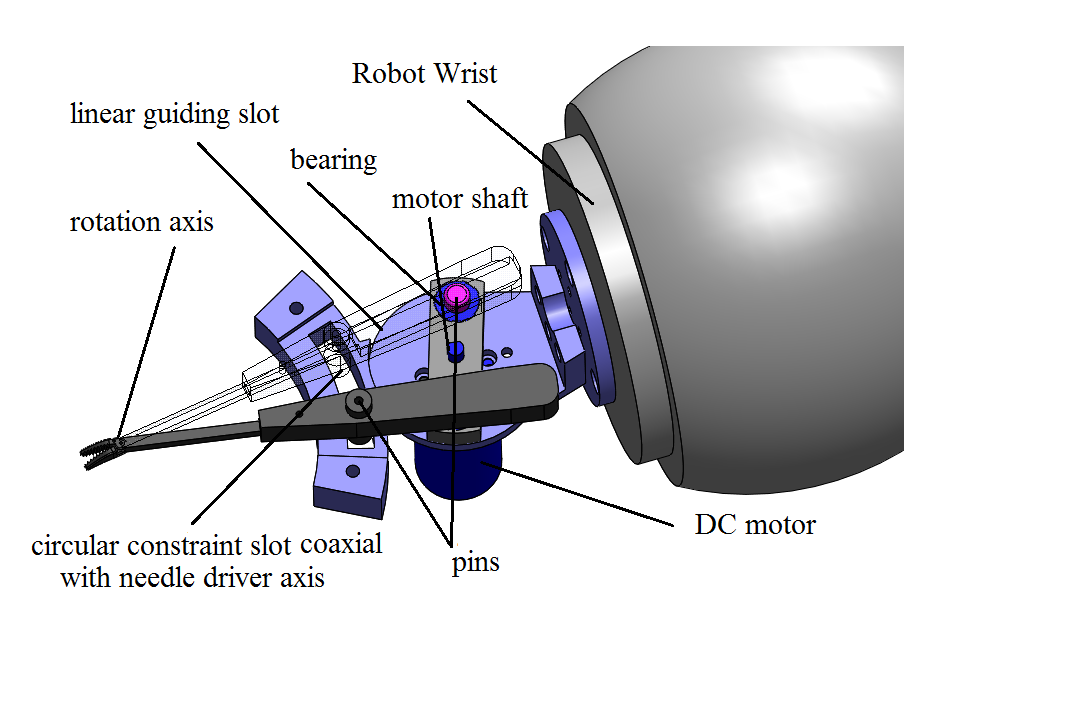 Robot Wrist
linear guiding slot
bearing
motor shaft
rotation axis
DC motor
circular constraint slot coaxial
with needle driver axis
pins